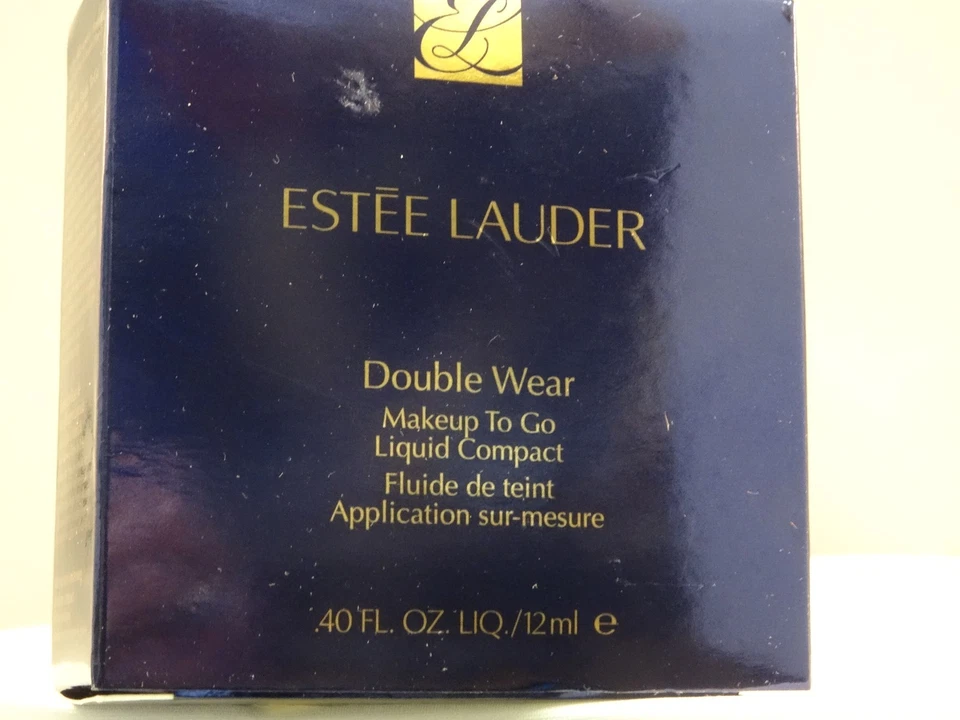 EL
ESTĒE LAUDER
Double Wear
Makeup To Go
Liquid Compact
Fluide de teint
Application sur-mesure
.40 FL. OZ. LIQ./12ml ℮